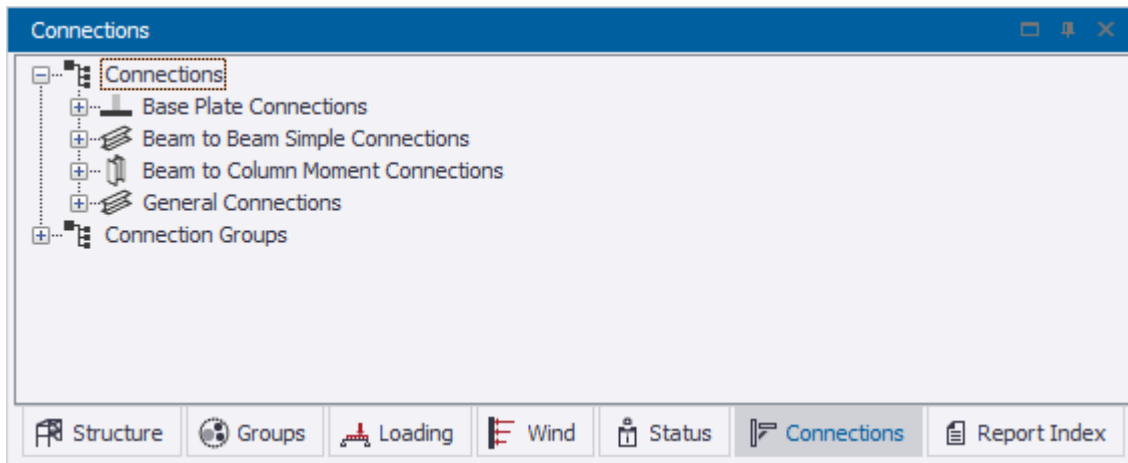 Connections
Connections
Base Plate Connections
Beam to Beam Simple Connections
Beam to Column Moment Connections
General Connections
Connection Groups
Structure Groups Loading Wind Status Connections Report Index